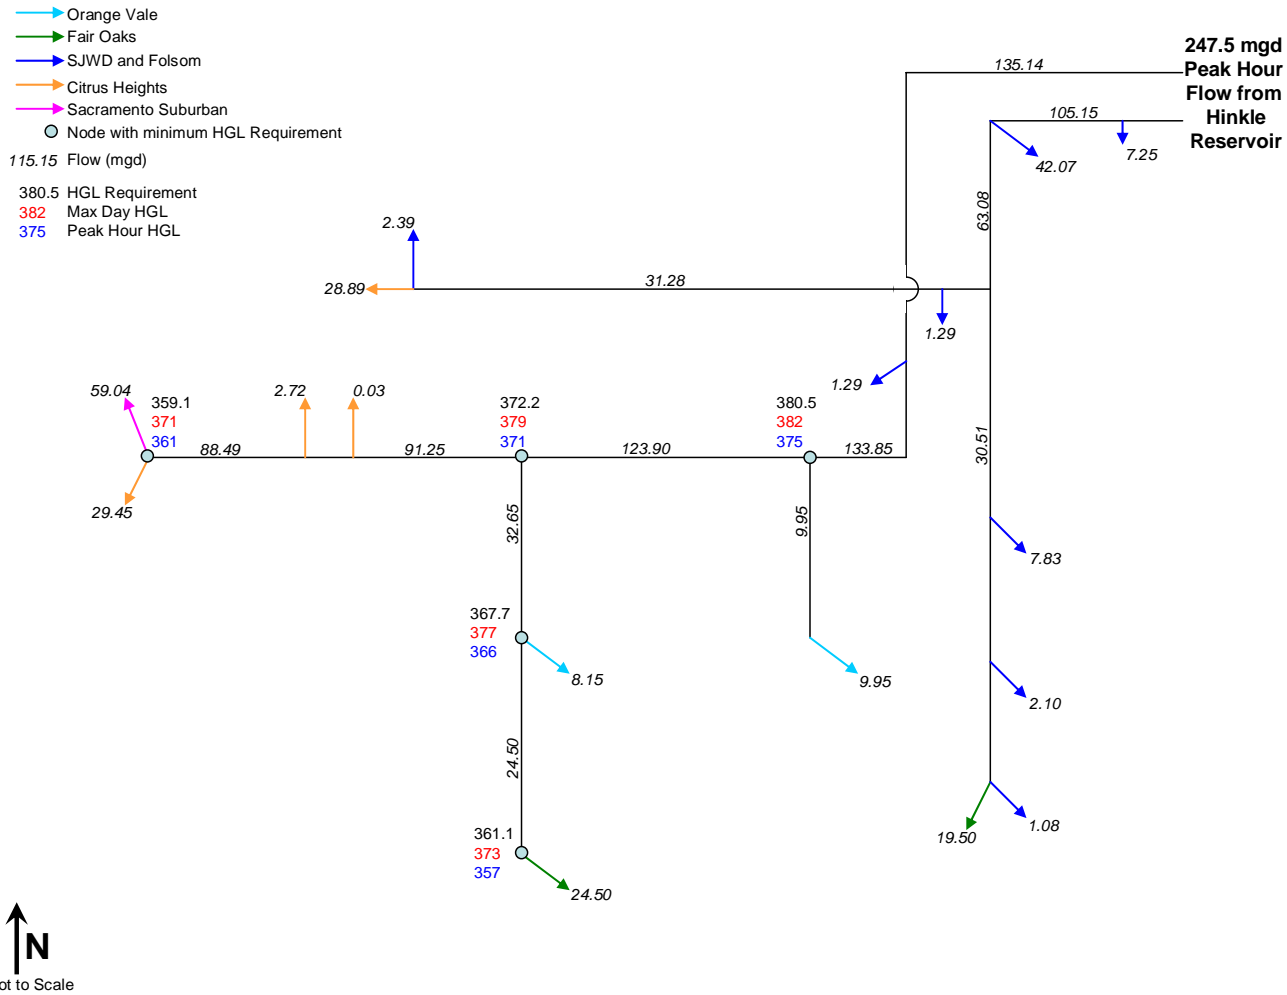 Orange Vale
Fair Oaks
SJWD and Folsom
Citrus Heights
Sacramento Suburban
Node with minimum HGL Requirement
115.15 Flow (mgd)
380.5 HGL Requirement
382 Max Day HGL
375 Peak Hour HGL
247.5 mgd
Peak Hour
Flow from
Hinkle
Reservoir
135.14
105.15
7.25
42.07
63.08
2.39
28.89
31.28
1.29
1.29
30.51
59.04
359.1
371
361
88.49
29.45
2.72
0.03
91.25
372.2
379
371
123.90
380.5
382
375
133.85
32.65
9.95
367.7
377
366
8.15
9.95
24.50
361.1
373
357
24.50
7.83
2.10
1.08
19.50
N
ot to Scale